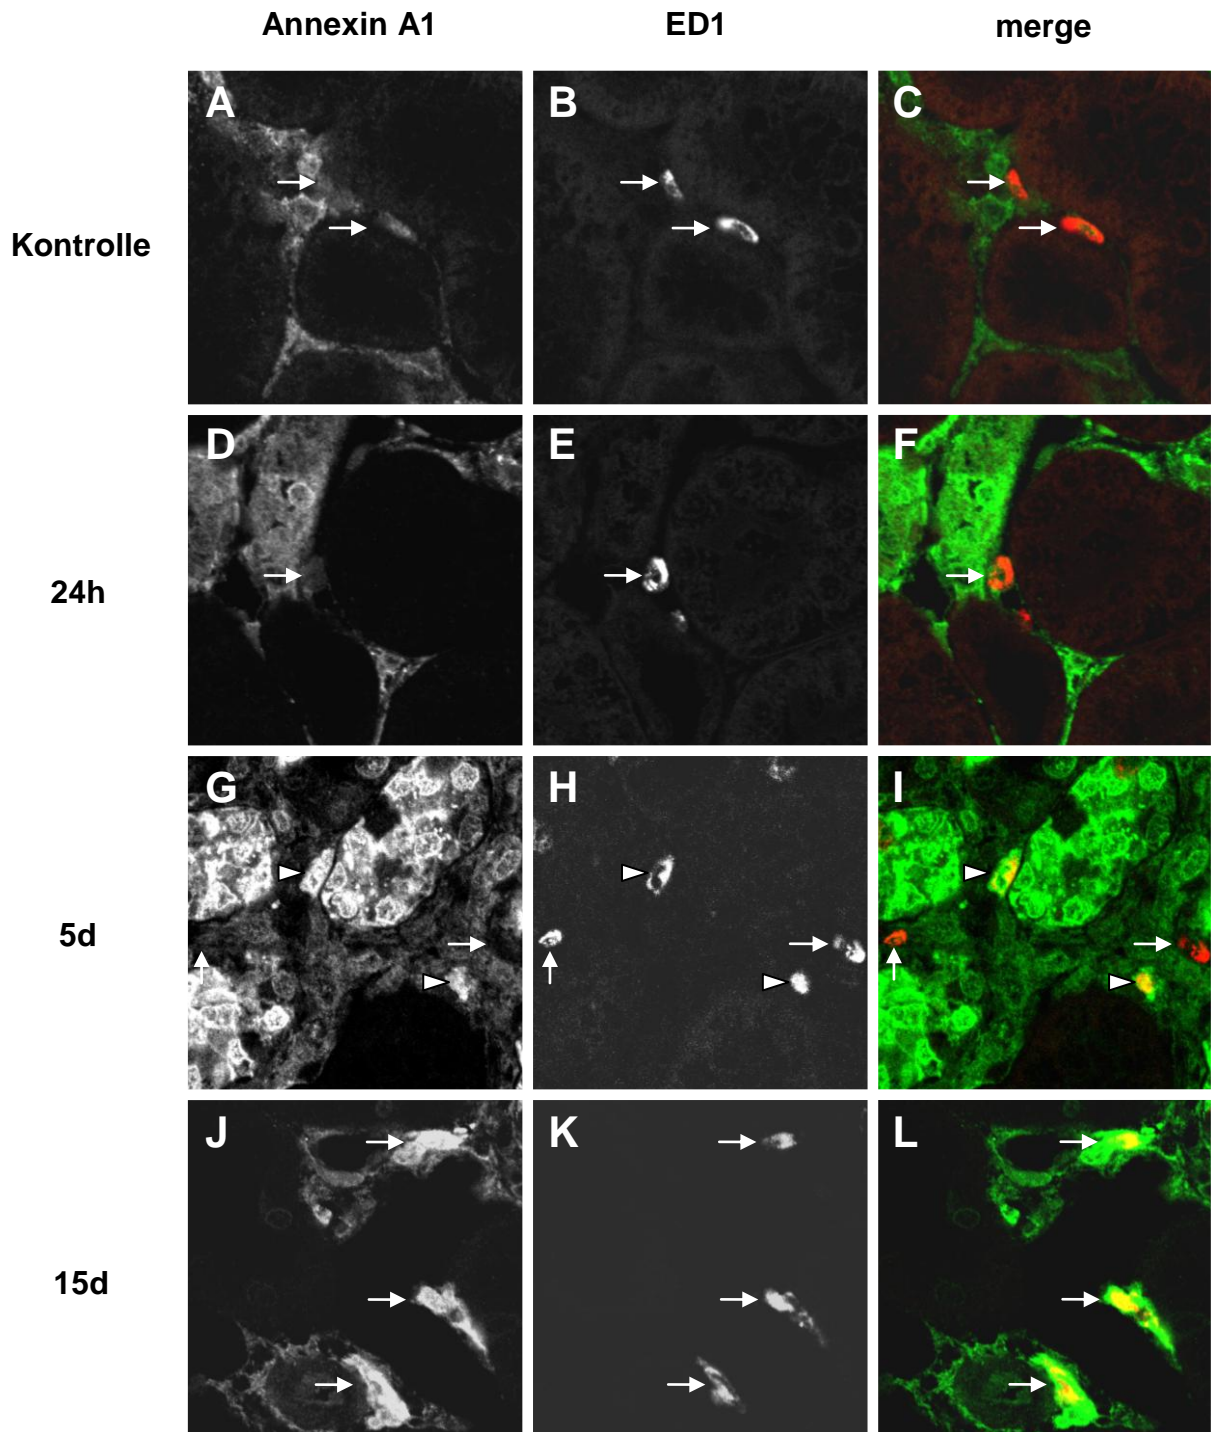 Annexin A1 ED1 merge
Kontrolle A B C
24h D E F
5d G H I
15d J K L